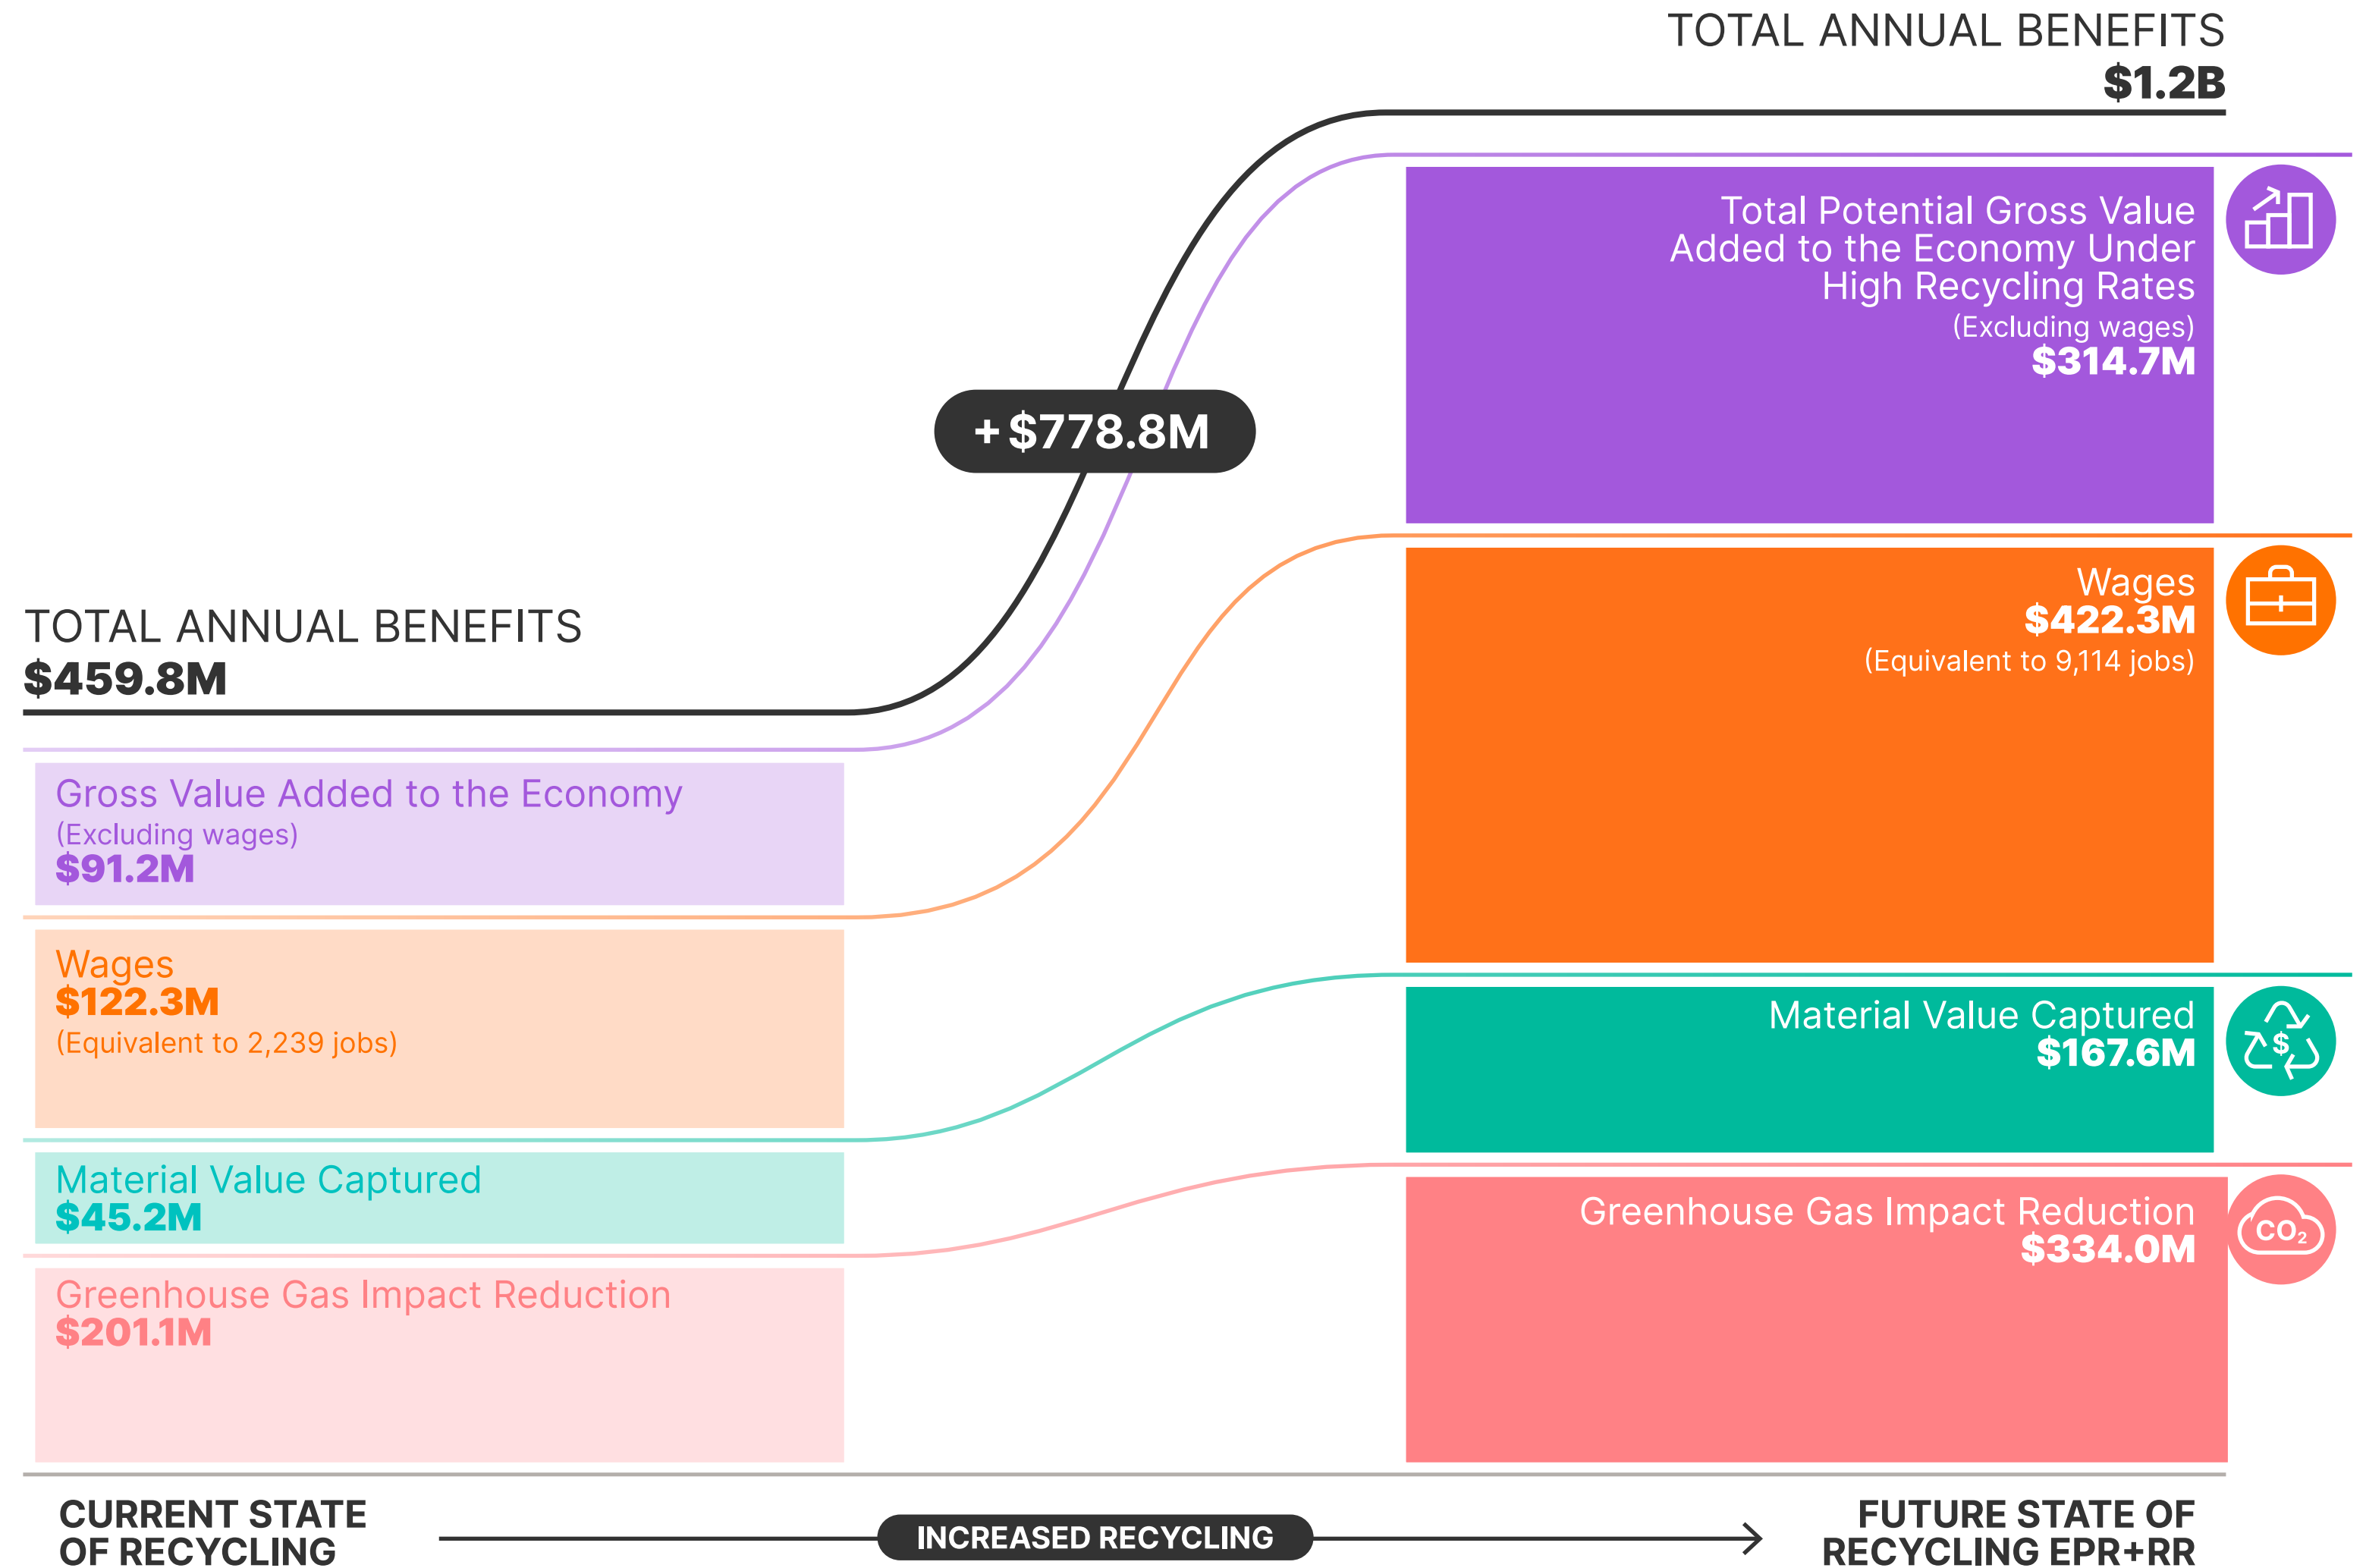 TOTAL ANNUAL BENEFITS
$1.2B
Total Potential Gross Value
Added to the Economy Under
High Recycling Rates
(Excluding wages)
$314.7M
+ $778.8M
Wages
$422.3M
(Equivalent to 9,114 jobs)
TOTAL ANNUAL BENEFITS
$459.8M
Gross Value Added to the Economy
(Excluding wages)
$91.2M
Wages
$122.3M
(Equivalent to 2,239 jobs)
Material Value Captured
$167.6M
$
Material Value Captured
$45.2M
Greenhouse Gas Impact Reduction
$334.0M
CO2
Greenhouse Gas Impact Reduction
$201.1M
CURRENT STATE
OF RECYCLING
INCREASED RECYCLING
FUTURE STATE OF
RECYCLING EPR+RR